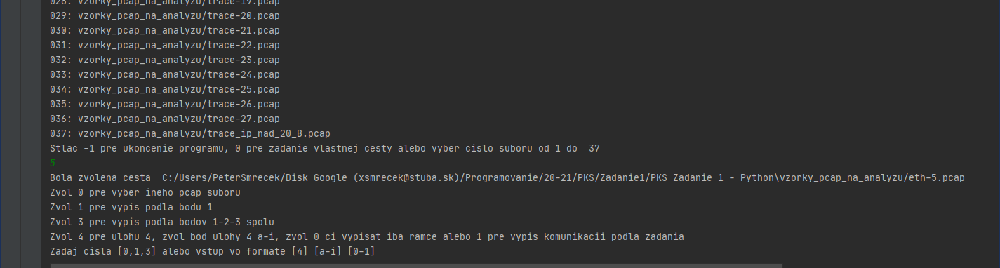 028: vzorky_pcap_na_analyzu/trace-19.pcap
029: vzorky_pcap_na_analyzu/trace-20.pcap
030: vzorky_pcap_na_analyzu/trace-21.pcap
031: vzorky_pcap_na_analyzu/trace-22.pcap
032: vzorky_pcap_na_analyzu/trace-23.pcap
033: vzorky_pcap_na_analyzu/trace-24.pcap
034: vzorky_pcap_na_analyzu/trace-25.pcap
035: vzorky_pcap_na_analyzu/trace-26.pcap
036: vzorky_pcap_na_analyzu/trace-27.pcap
037: vzorky_pcap_na_analyzu/trace_ip_nad_20_B.pcap
Stlac -1 pre ukoncenie programu, 0 pre zadanie vlastnej cesty alebo vyber cislo suboru od 1 do  37
5
Bola zvolena cesta  C:/Users/PeterSmrecek/Disk Google (xsmrecek@stuba.sk)/Programovanie/20-21/PKS/Zadanie1/PKS Zadanie 1 - Python\vzorky_pcap_na_analyzu/eth-5.pcap
Zvol 0 pre vyber ineho pcap suboru
Zvol 1 pre vypis podla bodu 1
Zvol 3 pre vypis podla bodov 1-2-3 spolu
Zvol 4 pre ulohu 4, zvol bod ulohy 4 a-i, zvol 0 ci vypisat iba ramce alebo 1 pre vypis komunikacii podla zadania
Zadaj cisla [0,1,3] alebo vstup vo formate [4] [a-i] [0-1]